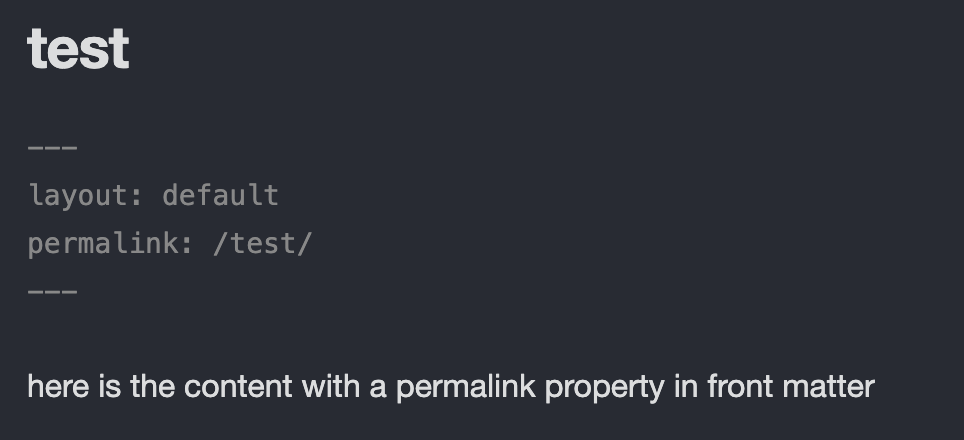 test
---
layout: default
permalink: /test/
---
here is the content with a permalink property in front matter